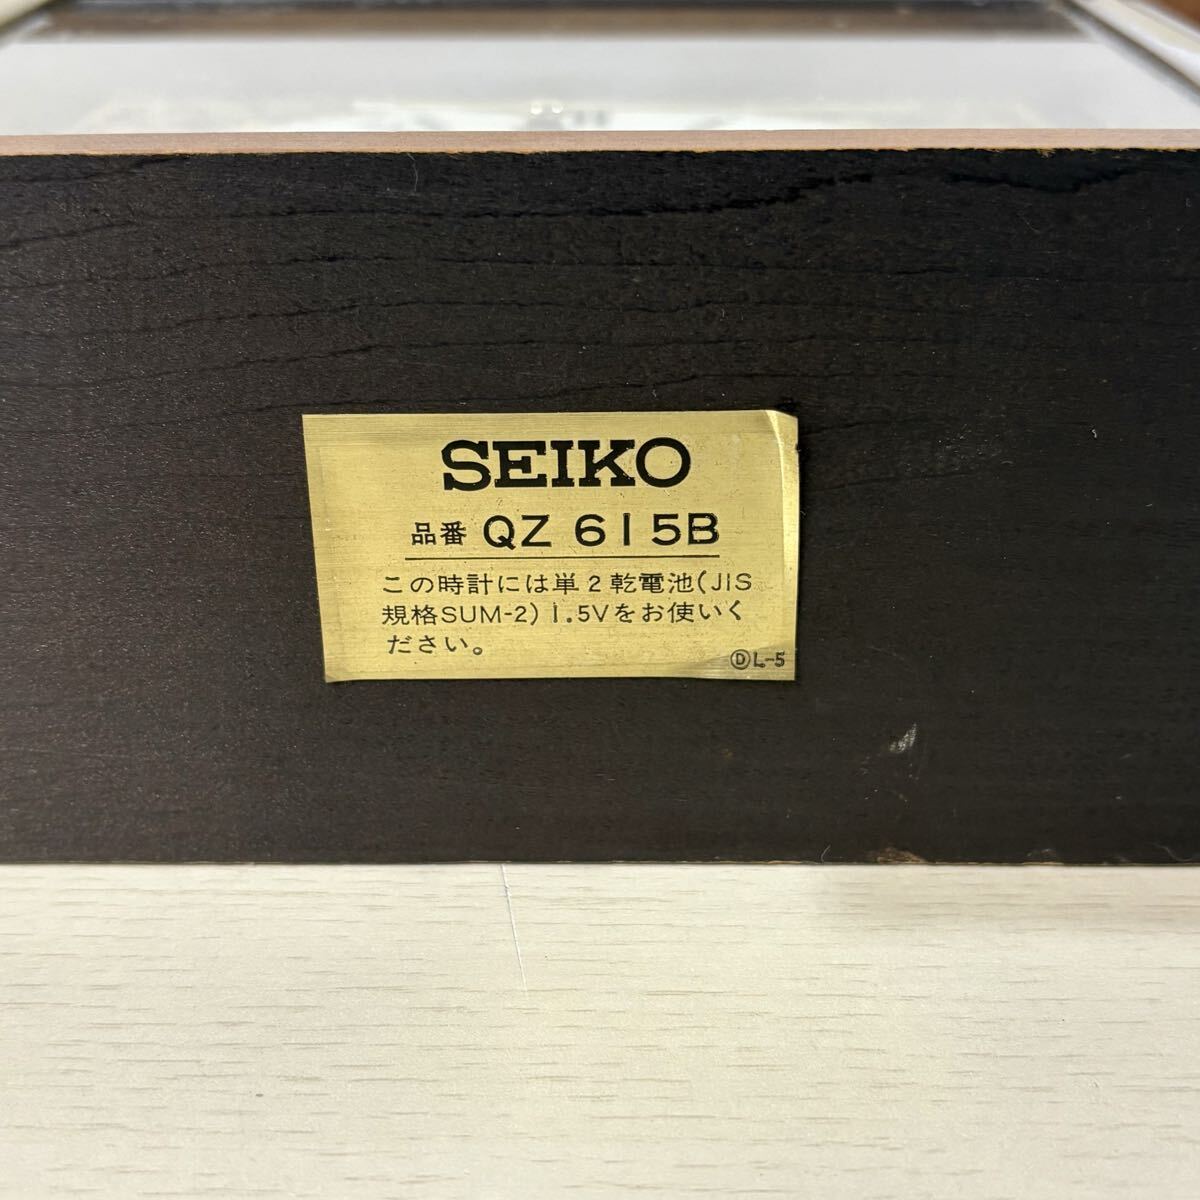 SEIKO
品番 QZ 615B
この時計には単2乾電池(JIS
規格SUM-2)1.5Vをお使いく
ださい。
ⒹL-5